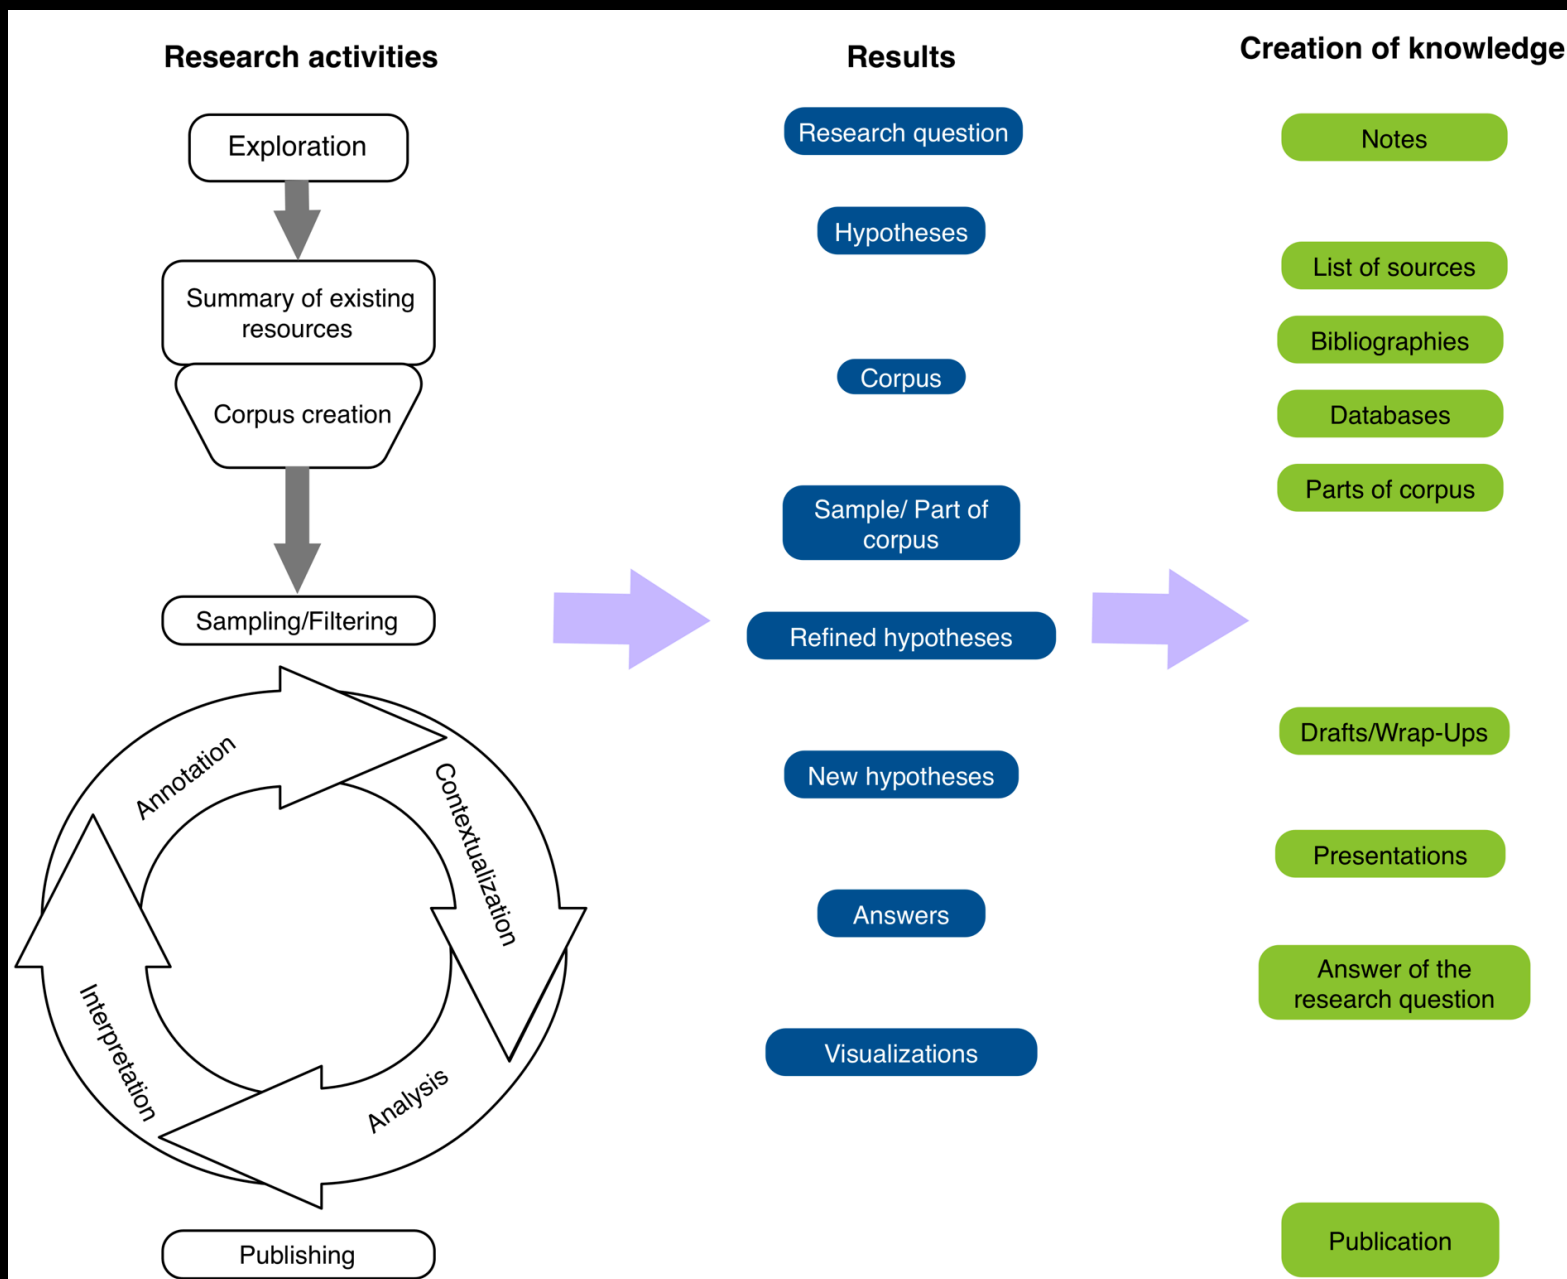 Research activities
Exploration
Summary of existing
resources
Corpus creation
Sampling/Filtering
Annotation
Contextualization
Analysis
Interpretation
Publishing
Results
Research question
Hypotheses
Corpus
Sample/ Part of
corpus
Refined hypotheses
New hypotheses
Answers
Visualizations
Creation of knowledge
Notes
List of sources
Bibliographies
Databases
Parts of corpus
Drafts/Wrap-Ups
Presentations
Answer of the
research question
Publication